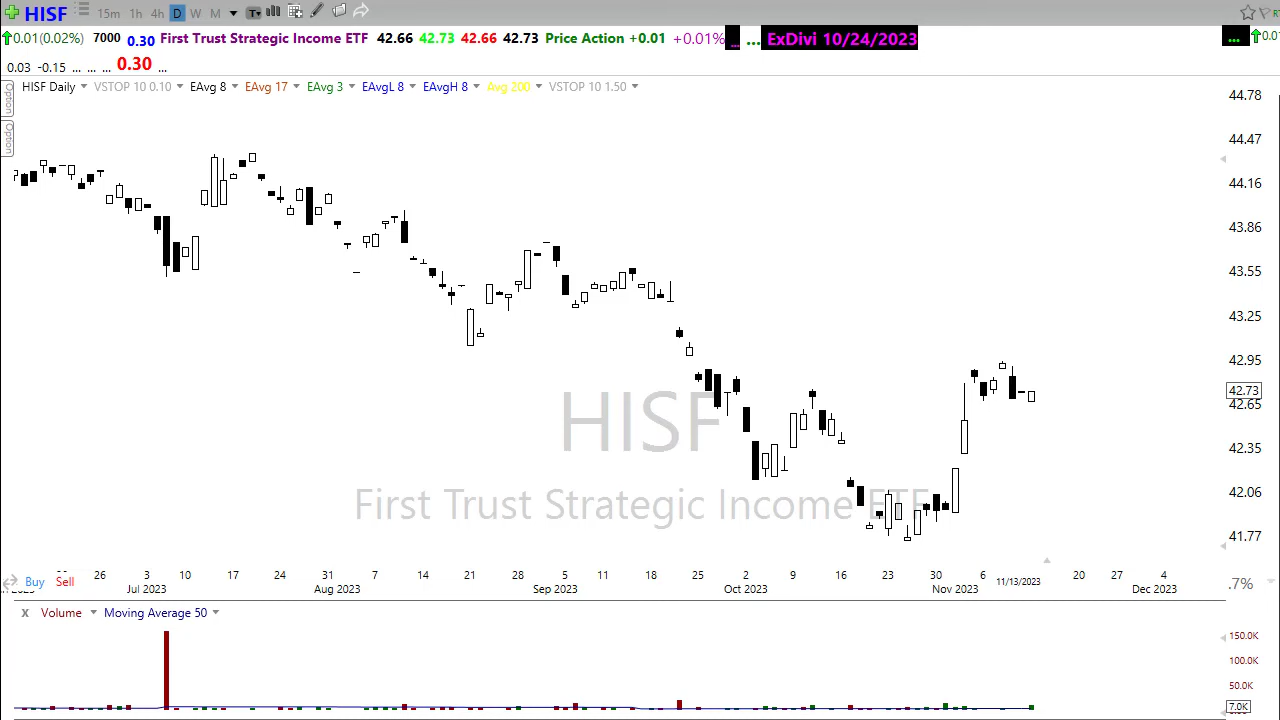 HISF 15m 1h 4h D W M T
0.01(0.02%) 7000 0.30 First Trust Strategic Income ETF 42.66 42.73 42.66 42.73 Price Action +0.01 +0.01% ... ... ExDivi 10/24/2023 ... 0.01
0.03 -0.15 ... ... ... 0.30 ...
HISF Daily VSTOP 10 0.10 EAvg 8 EAvg 17 EAvg 3 EAvgL 8 EAvgH 8 Avg 200 VSTOP 10 1.50
Option
Option
44.78
44.47
44.16
43.86
43.55
43.25
42.95
42.73
42.65
42.35
42.06
41.77
HISF
First Trust Strategic Income ETF
26 3 10 17 24 31 7 14 21 28 5 11 18 25 2 9 16 23 30 6 11/13/2023 20 27 4
Buy Sell .7%
2023 Jul 2023 Aug 2023 Sep 2023 Oct 2023 Nov 2023 Dec 2023
X Volume Moving Average 50
150.0K
100.0K
50.0K
7.0K